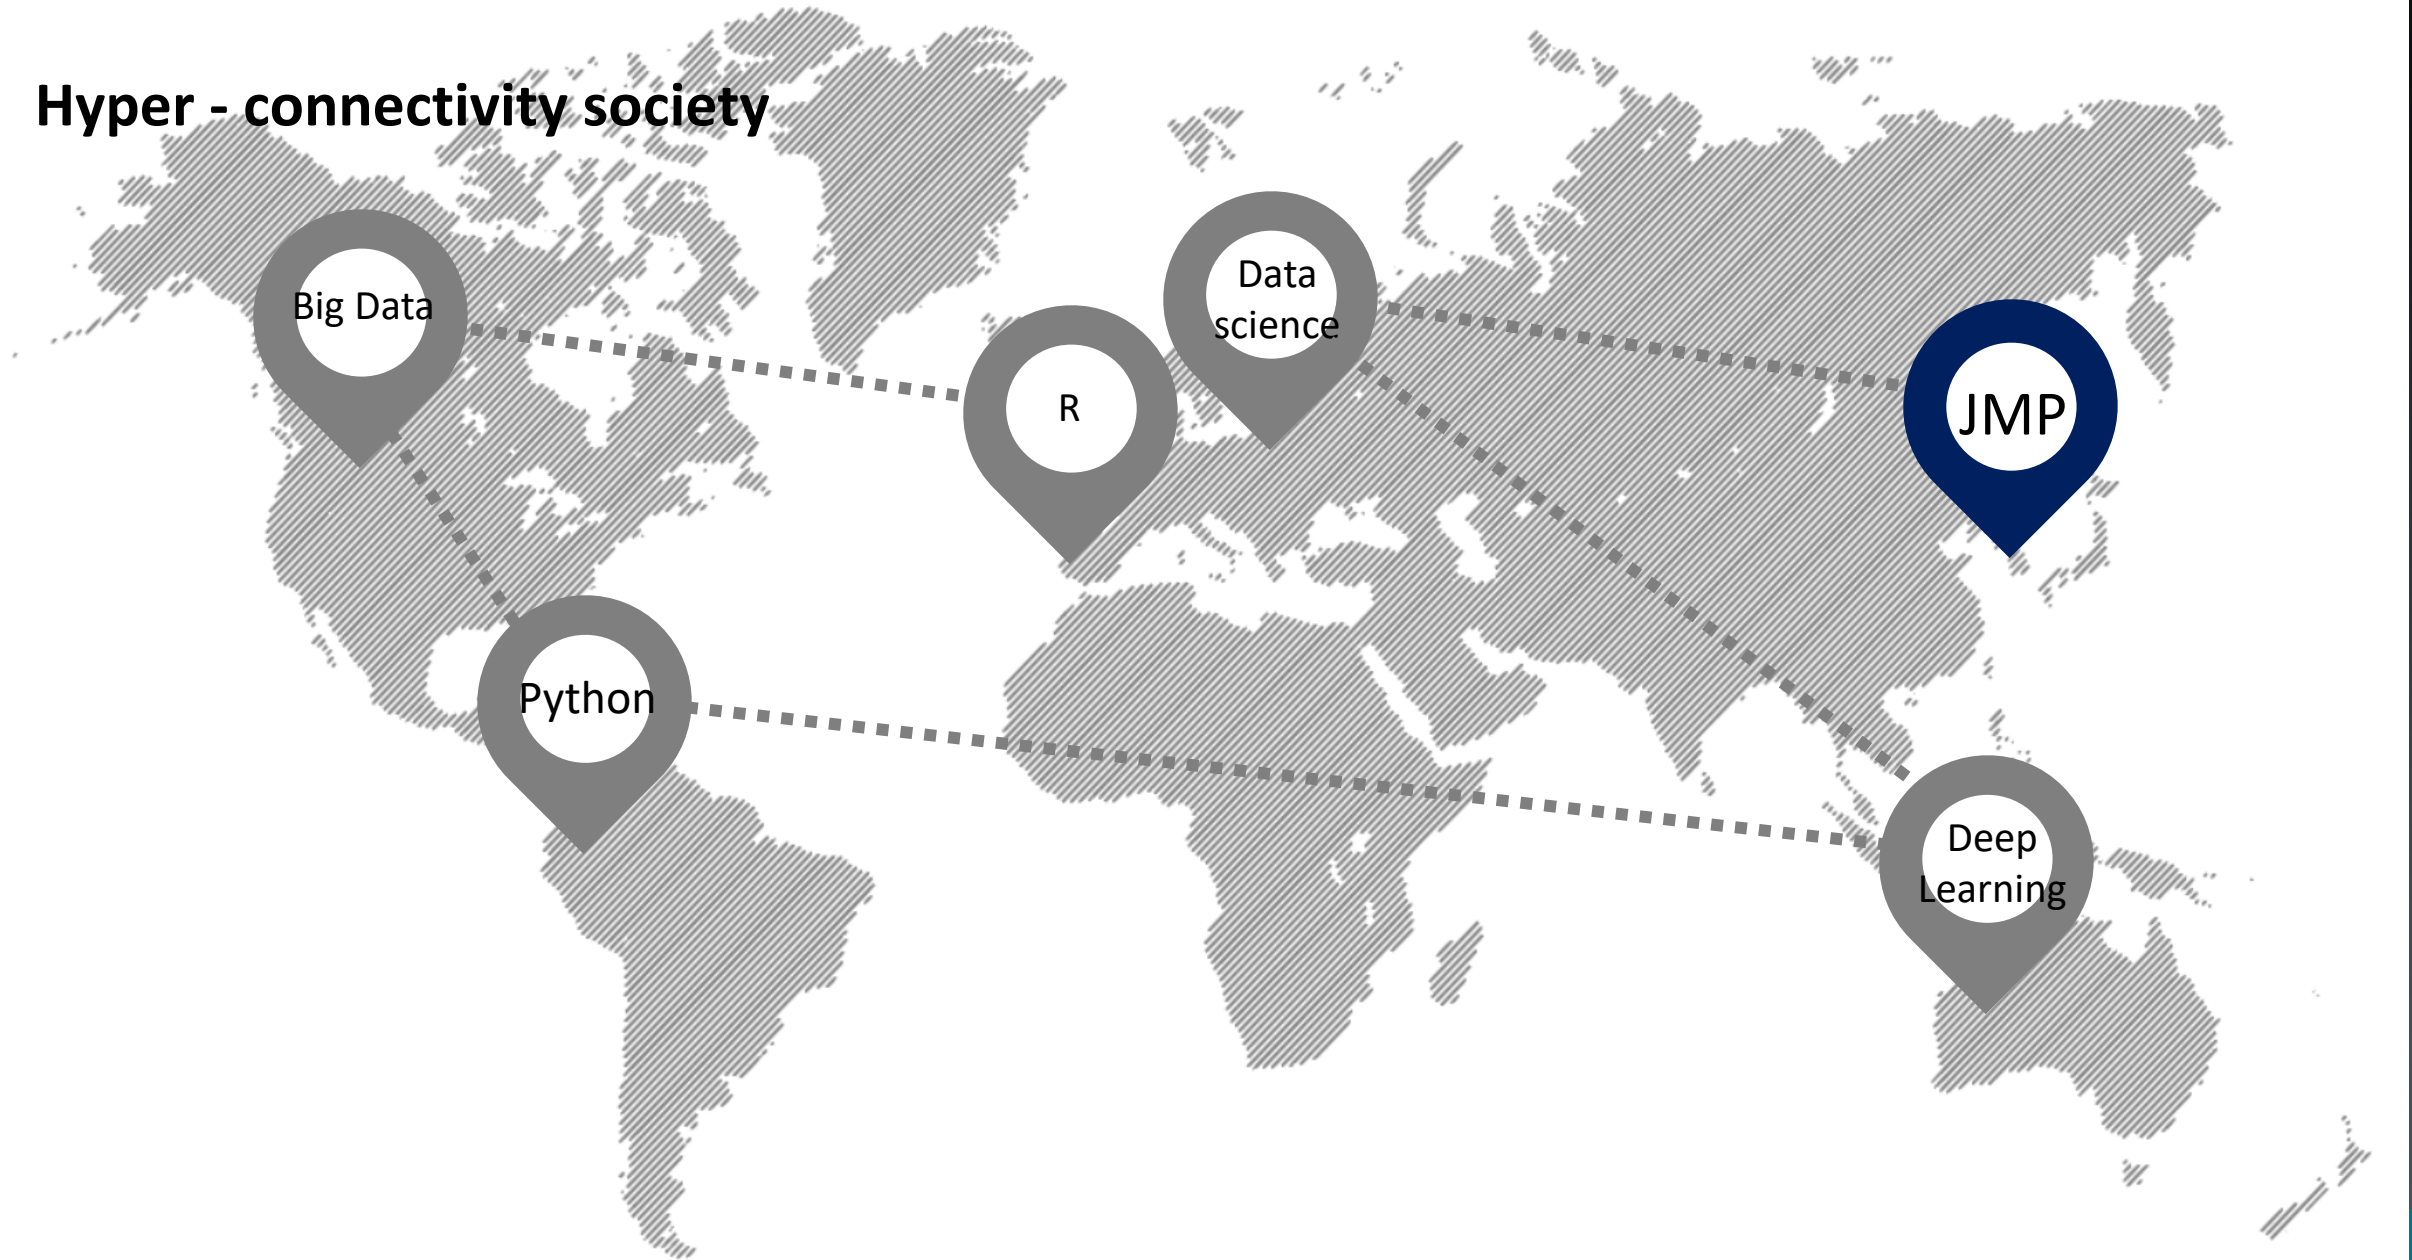 Hyper - connectivity society
Big Data
Data
science
R
JMP
Python
Deep
Learning